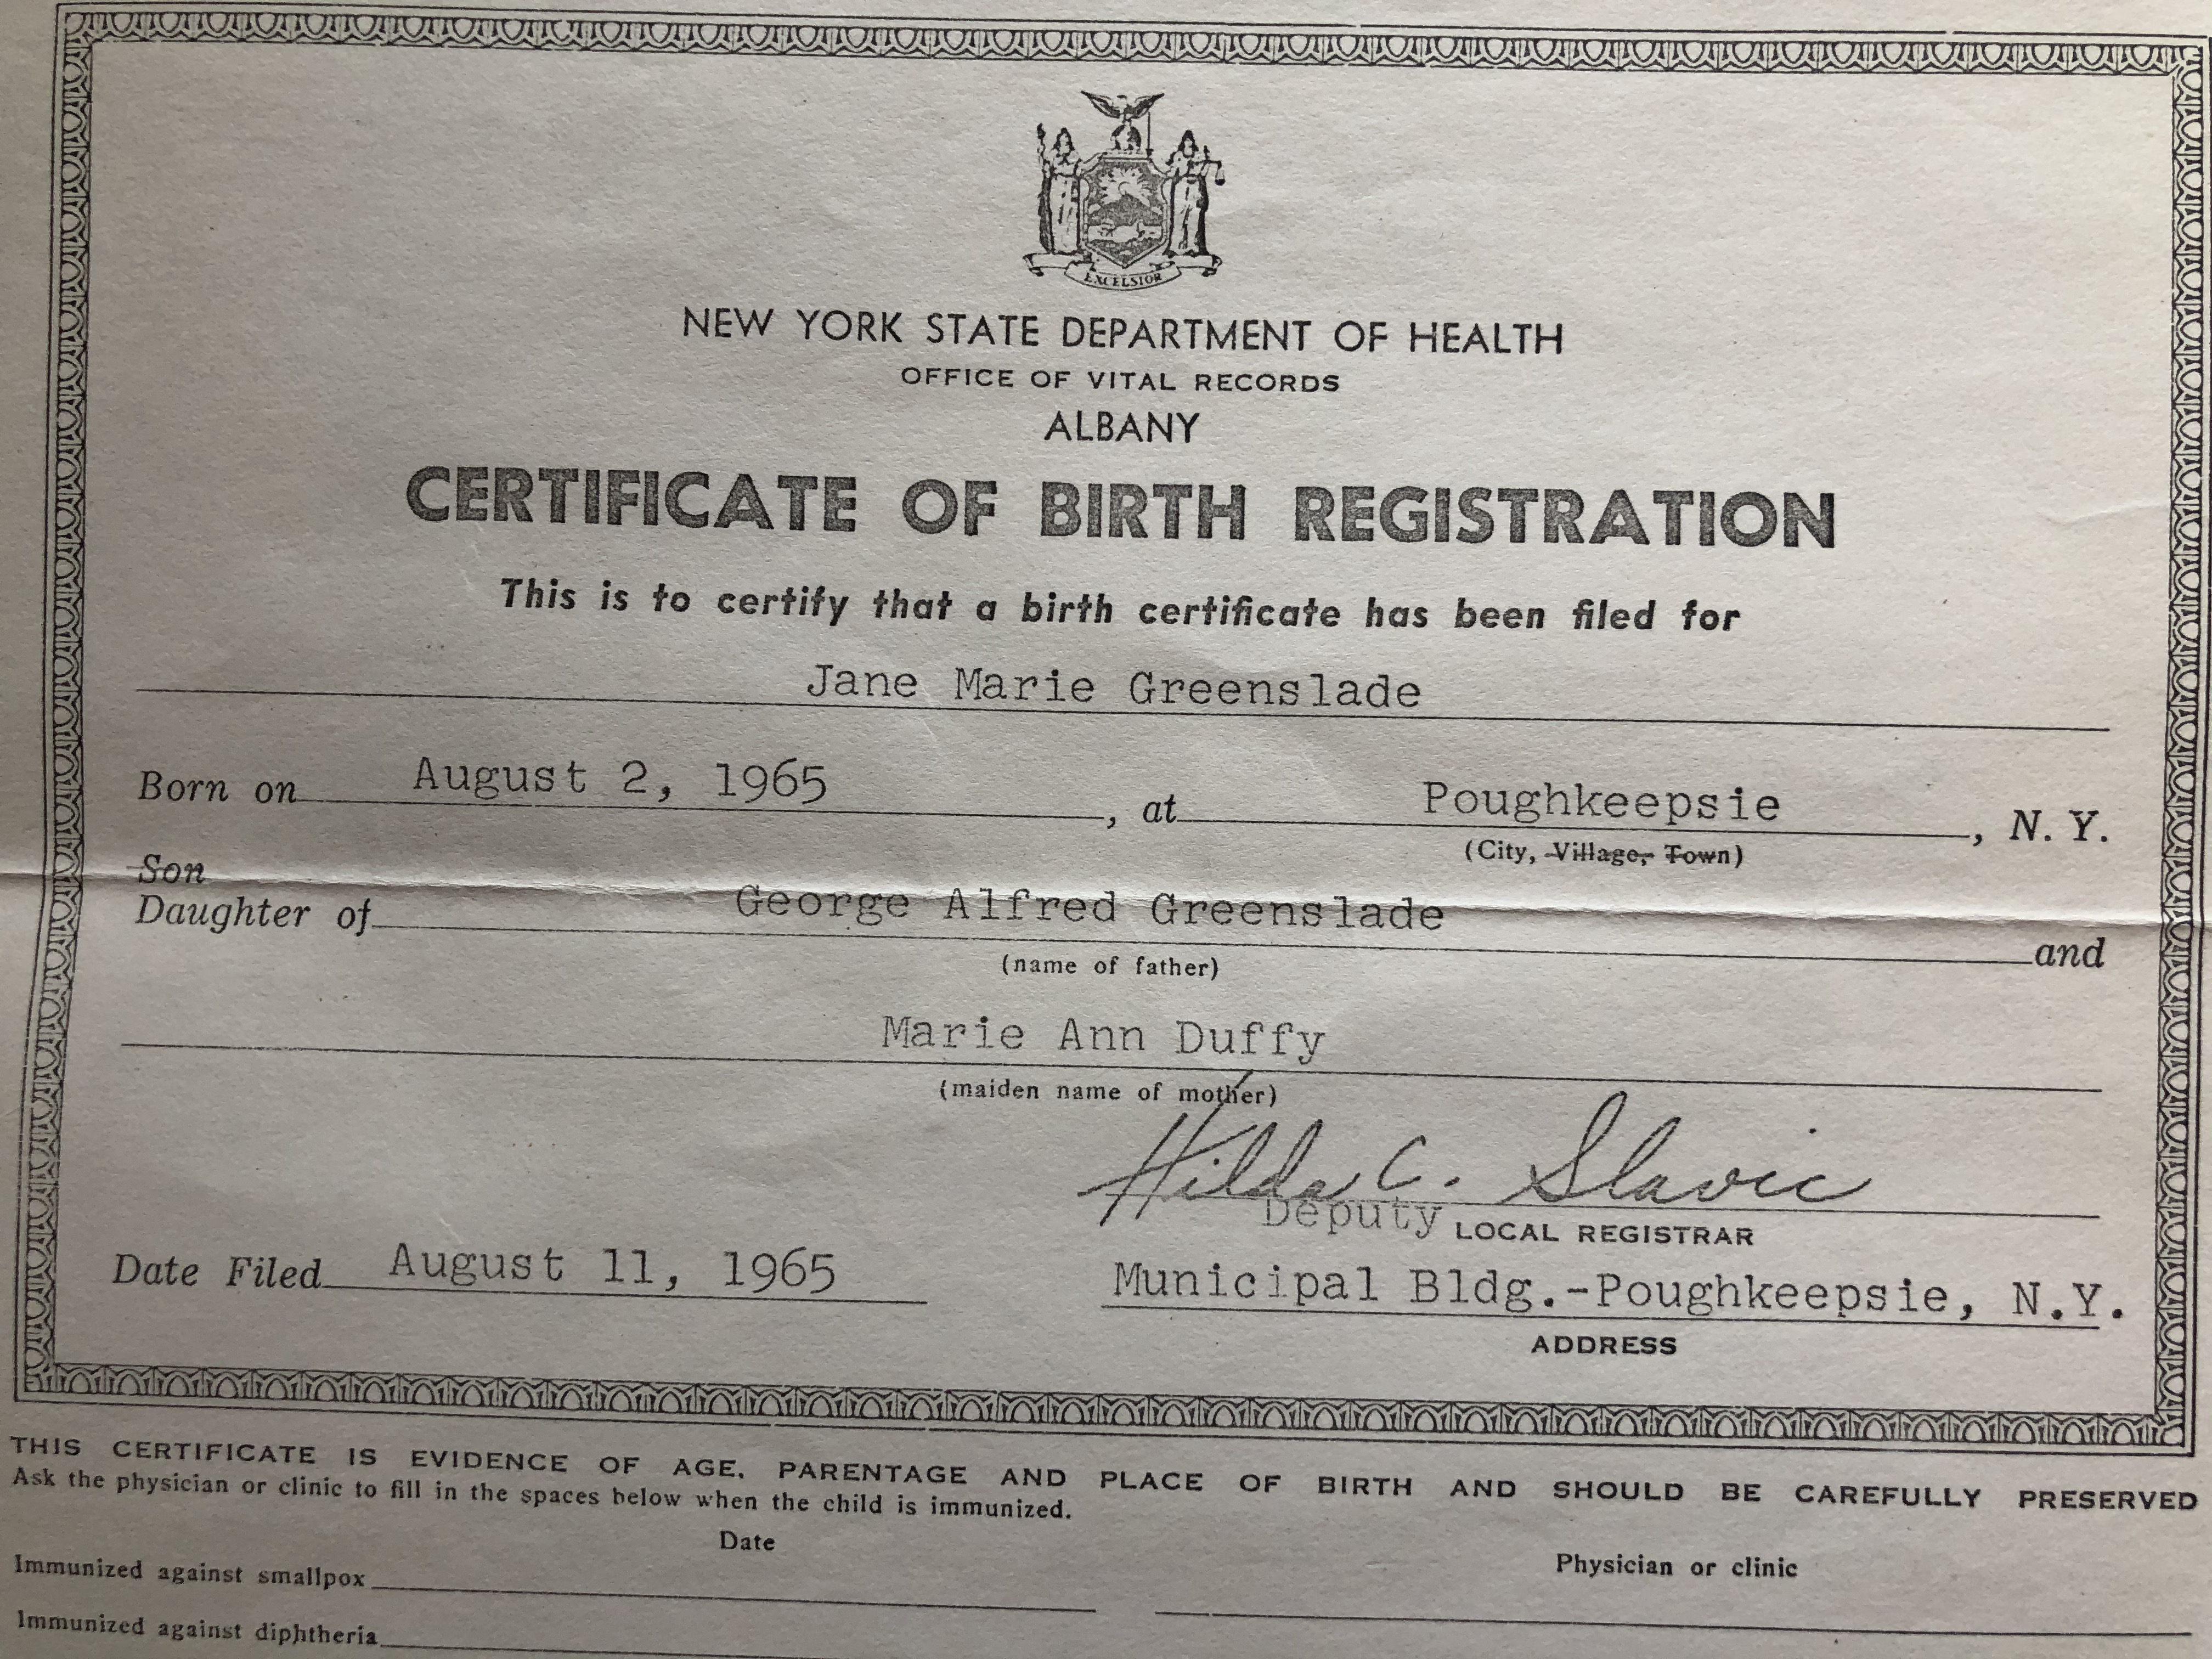 EXCELSIOR
NEW YORK STATE DEPARTMENT OF HEALTH
OFFICE OF VITAL RECORDS
ALBANY
CERTIFICATE OF BIRTH REGISTRATION
This is to certify that a birth certificate has been filed for
Jane Marie Greenslade
Born on August 2, 1965, at Poughkeepsie, N. Y.
(City, Village, Town)
Son
Daughter of George Alfred Greenslade and
(name of father)
Marie Ann Duffy
(maiden name of mother)
Hilda C. Slavic
Deputy LOCAL REGISTRAR
Date Filed August 11, 1965 Municipal Bldg.-Poughkeepsie, N.Y.
ADDRESS
THIS CERTIFICATE IS EVIDENCE OF AGE, PARENTAGE AND PLACE OF BIRTH AND SHOULD BE CAREFULLY PRESERVED
Ask the physician or clinic to fill in the spaces below when the child is immunized.
Date Physician or clinic
Immunized against smallpox
Immunized against diphtheria